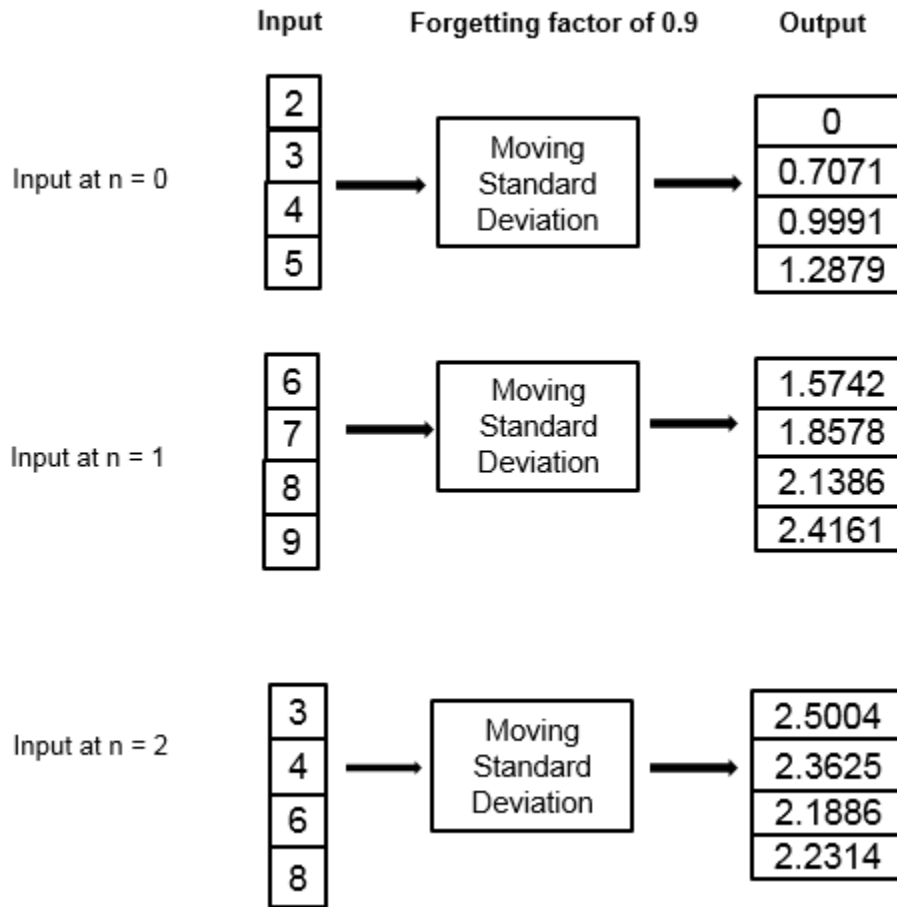 Input Forgetting factor of 0.9 Output
Input at n = 0
2
3
4
5
Moving
Standard
Deviation
0
0.7071
0.9991
1.2879
Input at n = 1
6
7
8
9
Moving
Standard
Deviation
1.5742
1.8578
2.1386
2.4161
Input at n = 2
3
4
6
8
Moving
Standard
Deviation
2.5004
2.3625
2.1886
2.2314